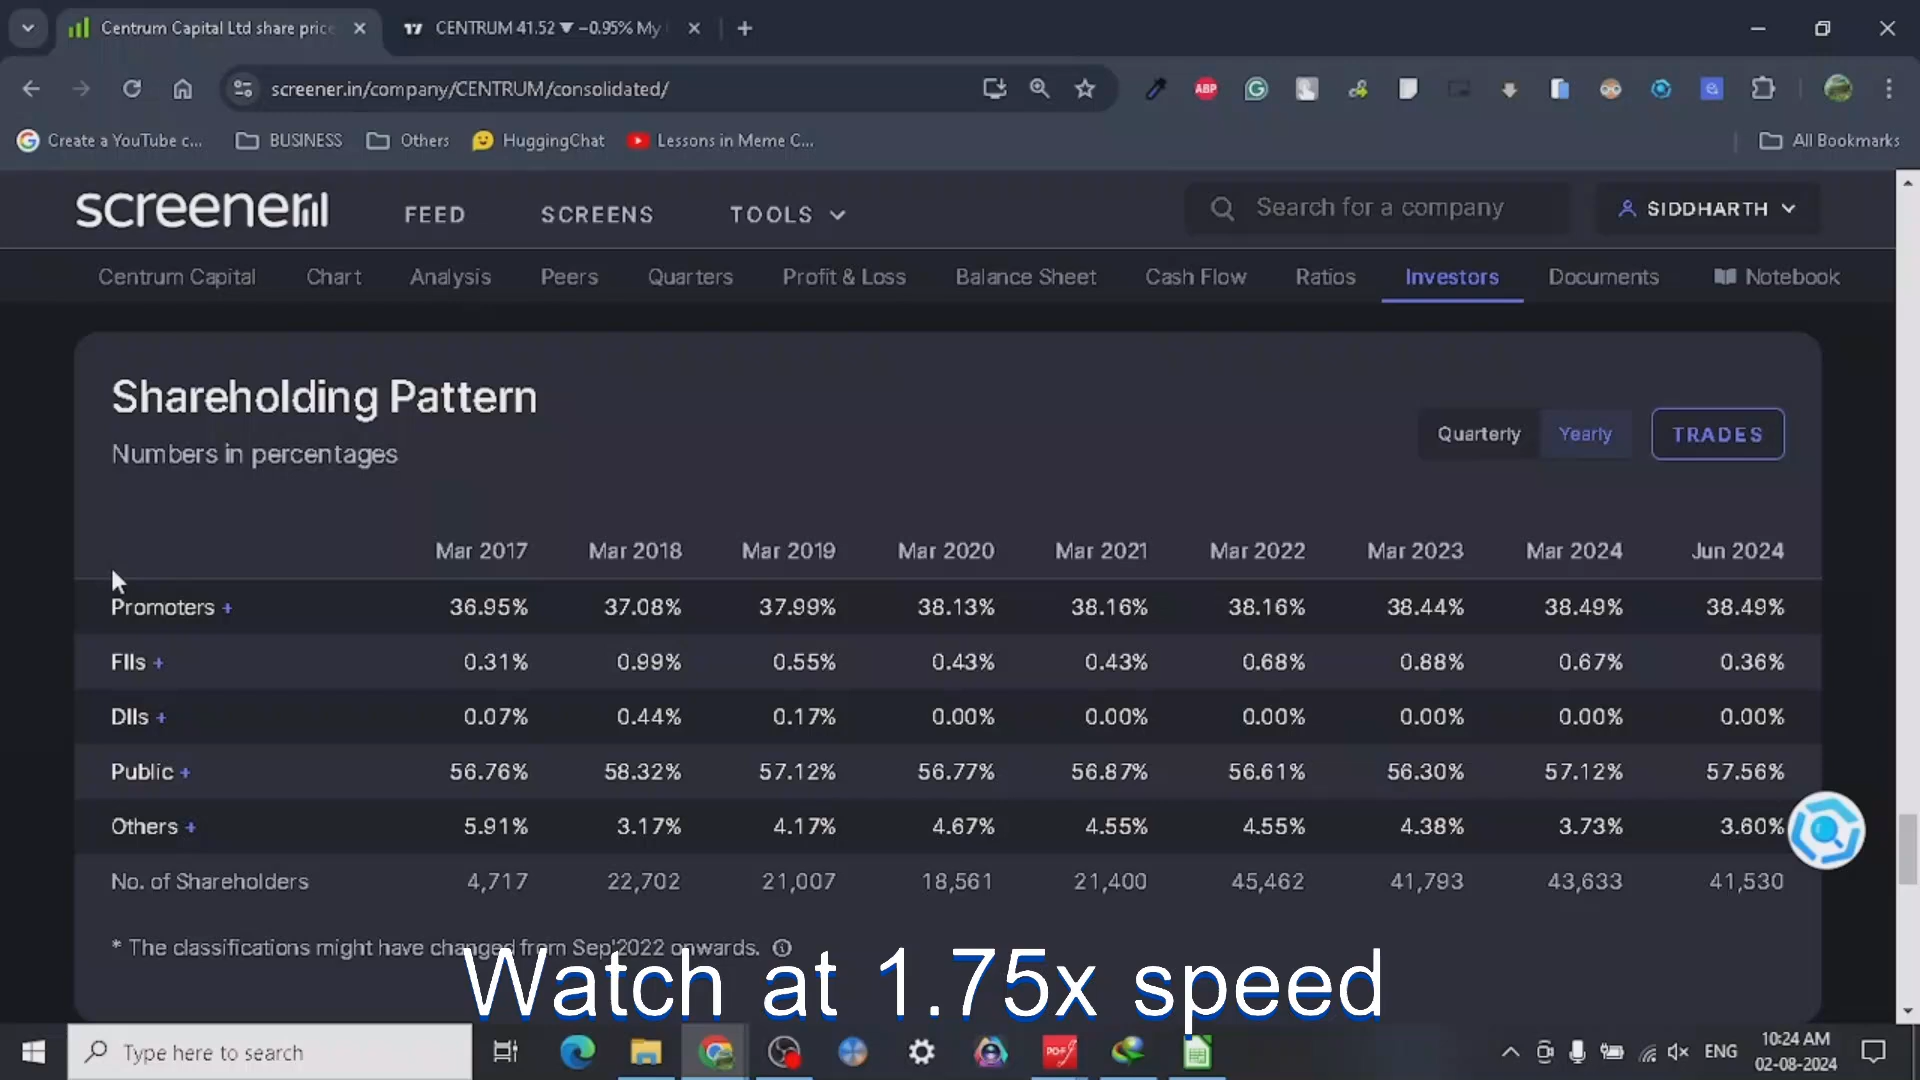 Centrum Capital Ltd share price
CENTRUM 41.52 ▼ −0.95% My
screener.in/company/CENTRUM/consolidated/
ABP
Create a YouTube c...
BUSINESS
Others
HuggingChat
Lessons in Meme C...
All Bookmarks
screener
FEED
SCREENS
TOOLS
Search for a company
SIDDHARTH
Centrum Capital
Chart
Analysis
Peers
Quarters
Profit & Loss
Balance Sheet
Cash Flow
Ratios
Investors
Documents
Notebook
Shareholding Pattern
Numbers in percentages
Quarterly
Yearly
TRADES
Mar 2017 Mar 2018 Mar 2019 Mar 2020 Mar 2021 Mar 2022 Mar 2023 Mar 2024 Jun 2024
Promoters + 36.95% 37.08% 37.99% 38.13% 38.16% 38.16% 38.44% 38.49% 38.49%
FIIs + 0.31% 0.99% 0.55% 0.43% 0.43% 0.68% 0.88% 0.67% 0.36%
DIIs + 0.07% 0.44% 0.17% 0.00% 0.00% 0.00% 0.00% 0.00% 0.00%
Public + 56.76% 58.32% 57.12% 56.77% 56.87% 56.61% 56.30% 57.12% 57.56%
Others + 5.91% 3.17% 4.17% 4.67% 4.55% 4.55% 4.38% 3.73% 3.60%
No. of Shareholders 4,717 22,702 21,007 18,561 21,400 45,462 41,793 43,633 41,530
* The classifications might have changed from Sep'2022 onwards.
Watch at 1.75x speed
Type here to search
PDF
ENG
10:24 AM
02-08-2024